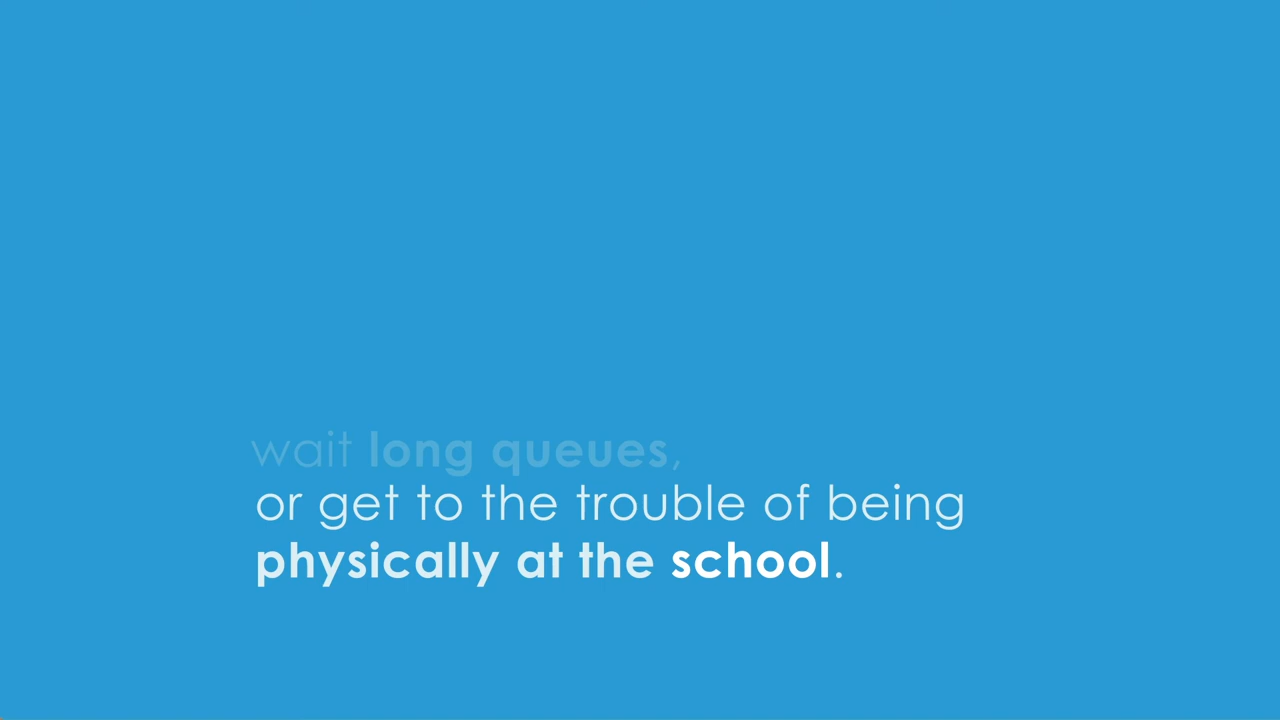 wait long queues,
or get to the trouble of being
physically at the school.